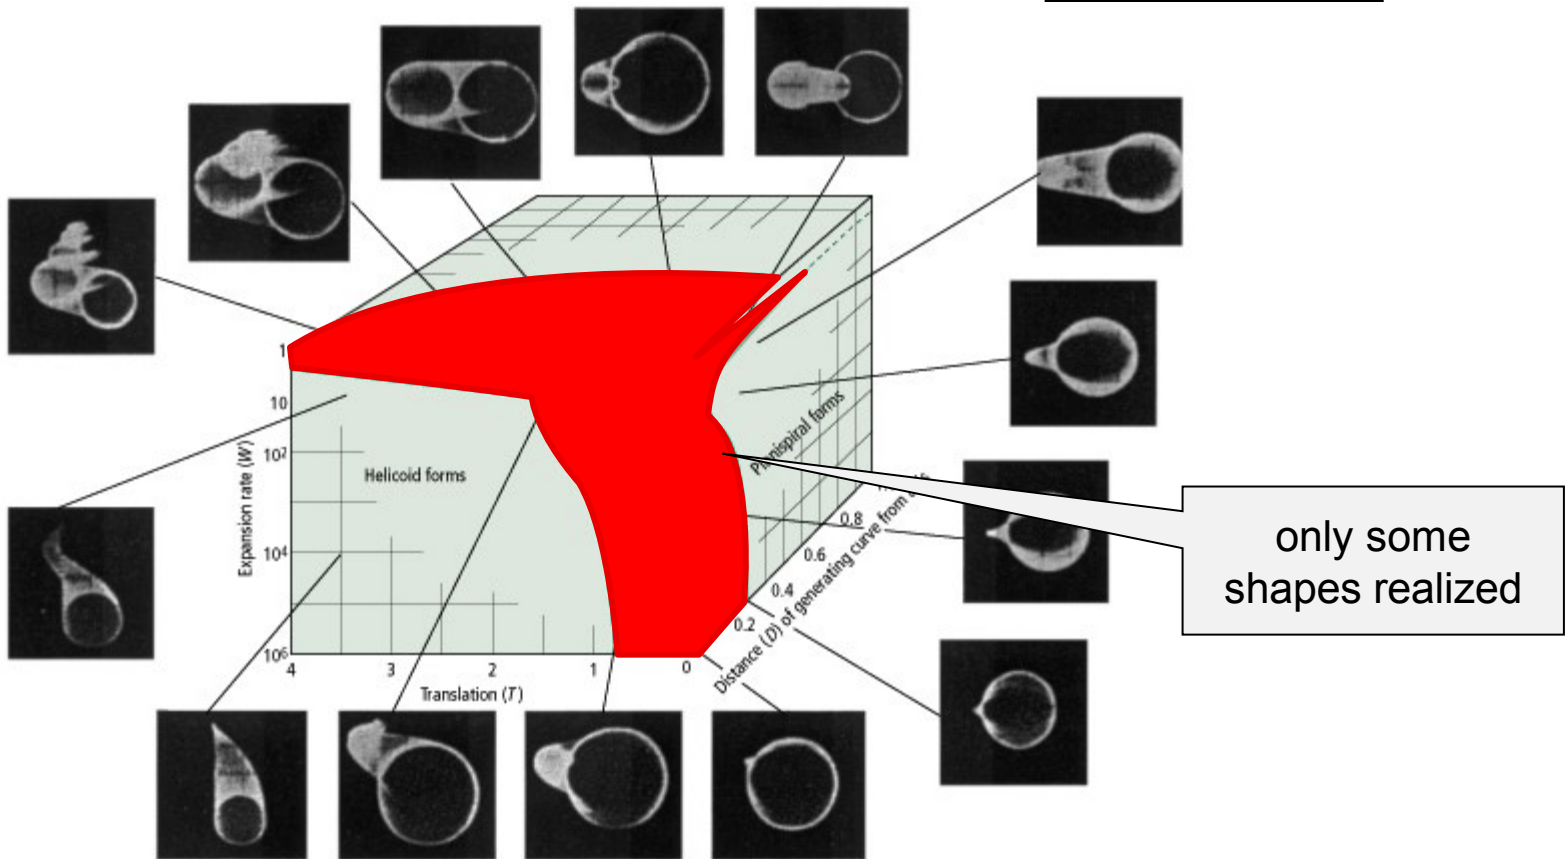 1
10
10²
10⁴
10⁶
Expansion rate (W)
Helicoid forms
Planispiral forms
4
3
2
1
0
Translation (T)
0.2
0.4
0.6
0.8
Distance (D) of generating curve from
only some
shapes realized